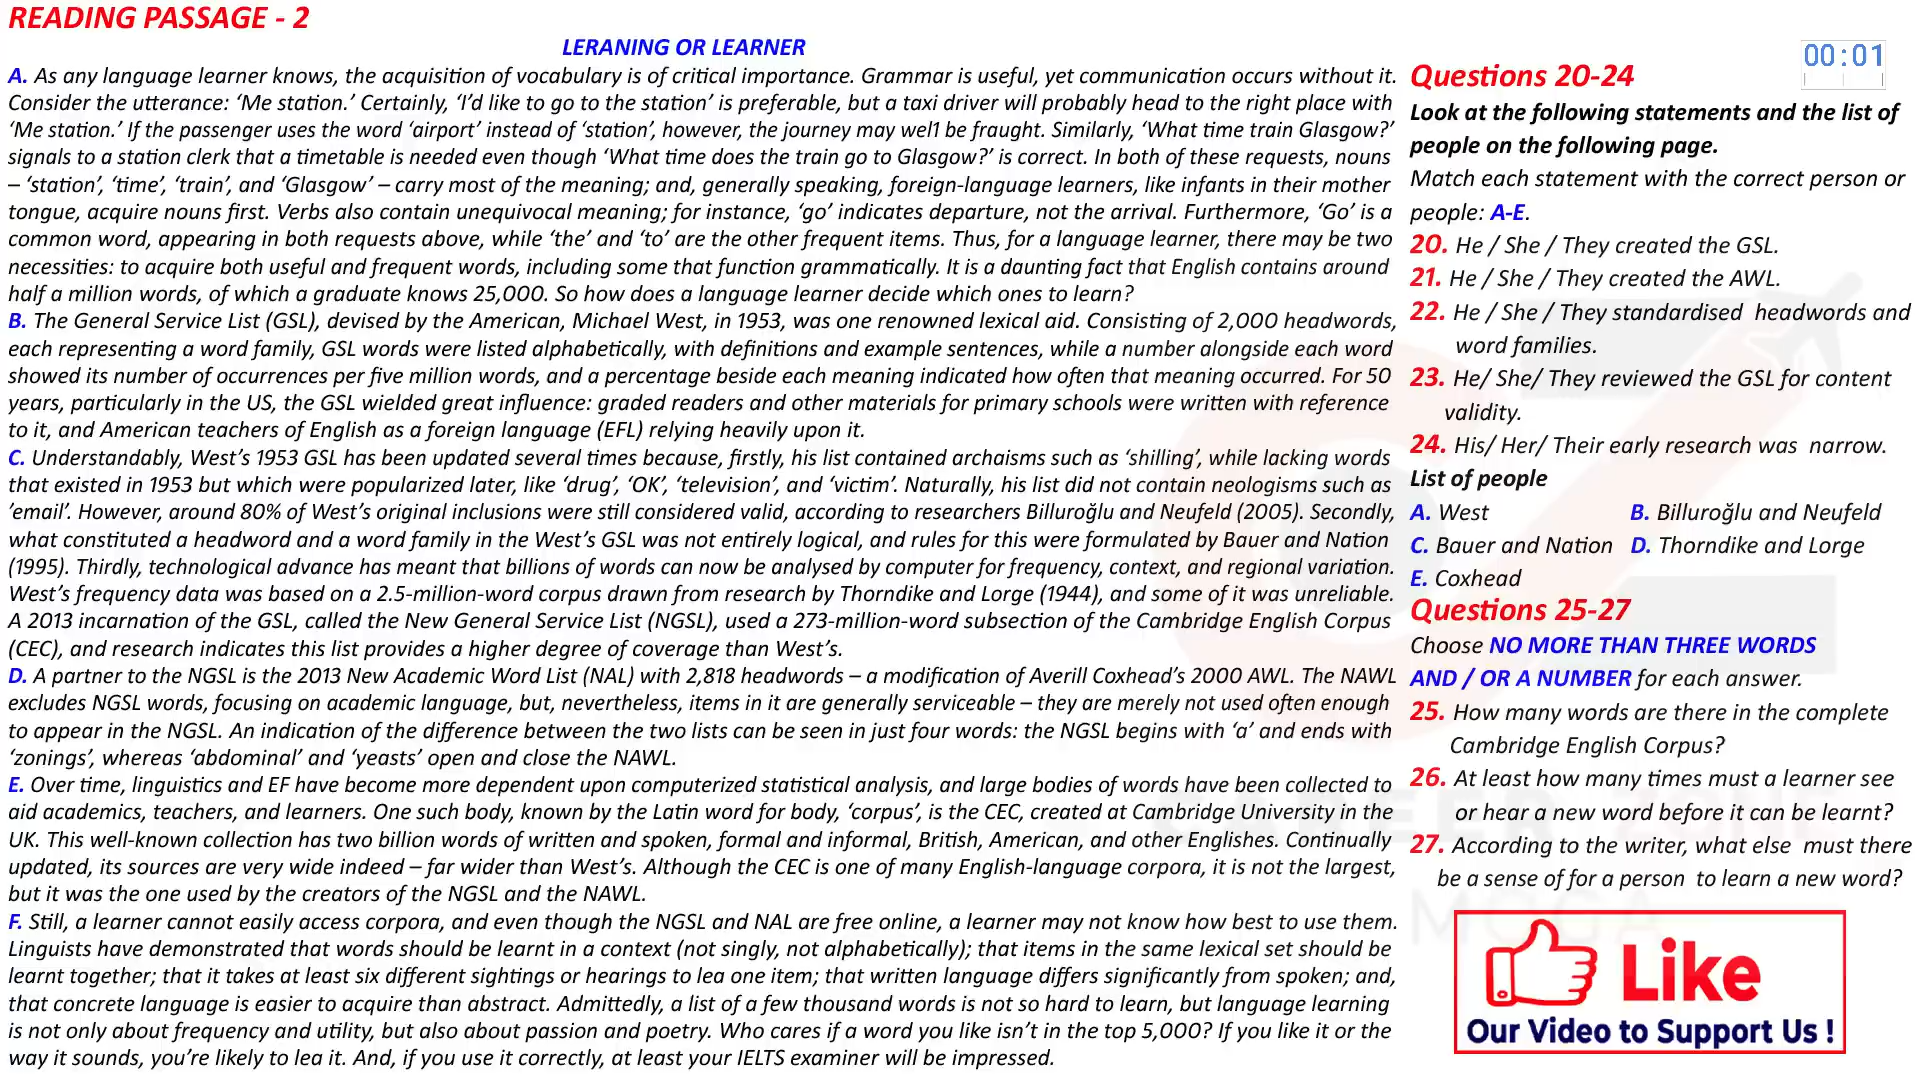 READING PASSAGE - 2
LERANING OR LEARNER
A. As any language learner knows, the acquisition of vocabulary is of critical importance. Grammar is useful, yet communication occurs without it.
Consider the utterance: ‘Me station.’ Certainly, ‘I’d like to go to the station’ is preferable, but a taxi driver will probably head to the right place with
‘Me station.’ If the passenger uses the word ‘airport’ instead of ‘station’, however, the journey may wel1 be fraught. Similarly, ‘What time train Glasgow?’
signals to a station clerk that a timetable is needed even though ‘What time does the train go to Glasgow?’ is correct. In both of these requests, nouns
– ‘station’, ‘time’, ‘train’, and ‘Glasgow’ – carry most of the meaning; and, generally speaking, foreign-language learners, like infants in their mother
tongue, acquire nouns first. Verbs also contain unequivocal meaning; for instance, ‘go’ indicates departure, not the arrival. Furthermore, ‘Go’ is a
common word, appearing in both requests above, while ‘the’ and ‘to’ are the other frequent items. Thus, for a language learner, there may be two
necessities: to acquire both useful and frequent words, including some that function grammatically. It is a daunting fact that English contains around
half a million words, of which a graduate knows 25,000. So how does a language learner decide which ones to learn?
B. The General Service List (GSL), devised by the American, Michael West, in 1953, was one renowned lexical aid. Consisting of 2,000 headwords,
each representing a word family, GSL words were listed alphabetically, with definitions and example sentences, while a number alongside each word
showed its number of occurrences per five million words, and a percentage beside each meaning indicated how often that meaning occurred. For 50
years, particularly in the US, the GSL wielded great influence: graded readers and other materials for primary schools were written with reference
to it, and American teachers of English as a foreign language (EFL) relying heavily upon it.
C. Understandably, West’s 1953 GSL has been updated several times because, firstly, his list contained archaisms such as ‘shilling’, while lacking words
that existed in 1953 but which were popularized later, like ‘drug’, ‘OK’, ‘television’, and ‘victim’. Naturally, his list did not contain neologisms such as
’email’. However, around 80% of West’s original inclusions were still considered valid, according to researchers Billuroğlu and Neufeld (2005). Secondly,
what constituted a headword and a word family in the West’s GSL was not entirely logical, and rules for this were formulated by Bauer and Nation
(1995). Thirdly, technological advance has meant that billions of words can now be analysed by computer for frequency, context, and regional variation.
West’s frequency data was based on a 2.5-million-word corpus drawn from research by Thorndike and Lorge (1944), and some of it was unreliable.
A 2013 incarnation of the GSL, called the New General Service List (NGSL), used a 273-million-word subsection of the Cambridge English Corpus
(CEC), and research indicates this list provides a higher degree of coverage than West’s.
D. A partner to the NGSL is the 2013 New Academic Word List (NAL) with 2,818 headwords – a modification of Averill Coxhead’s 2000 AWL. The NAWL
excludes NGSL words, focusing on academic language, but, nevertheless, items in it are generally serviceable – they are merely not used often enough
to appear in the NGSL. An indication of the difference between the two lists can be seen in just four words: the NGSL begins with ‘a’ and ends with
‘zonings’, whereas ‘abdominal’ and ‘yeasts’ open and close the NAWL.
E. Over time, linguistics and EF have become more dependent upon computerized statistical analysis, and large bodies of words have been collected to
aid academics, teachers, and learners. One such body, known by the Latin word for body, ‘corpus’, is the CEC, created at Cambridge University in the
UK. This well-known collection has two billion words of written and spoken, formal and informal, British, American, and other Englishes. Continually
updated, its sources are very wide indeed – far wider than West’s. Although the CEC is one of many English-language corpora, it is not the largest,
but it was the one used by the creators of the NGSL and the NAWL.
F. Still, a learner cannot easily access corpora, and even though the NGSL and NAL are free online, a learner may not know how best to use them.
Linguists have demonstrated that words should be learnt in a context (not singly, not alphabetically); that items in the same lexical set should be
learnt together; that it takes at least six different sightings or hearings to lea one item; that written language differs significantly from spoken; and,
that concrete language is easier to acquire than abstract. Admittedly, a list of a few thousand words is not so hard to learn, but language learning
is not only about frequency and utility, but also about passion and poetry. Who cares if a word you like isn’t in the top 5,000? If you like it or the
way it sounds, you’re likely to lea it. And, if you use it correctly, at least your IELTS examiner will be impressed.
00:01
Questions 20-24
Look at the following statements and the list of
people on the following page.
Match each statement with the correct person or
people: A-E.
20. He / She / They created the GSL.
21. He / She / They created the AWL.
22. He / She / They standardised headwords and
word families.
23. He/ She/ They reviewed the GSL for content
validity.
24. His/ Her/ Their early research was narrow.
List of people
A. West B. Billuroğlu and Neufeld
C. Bauer and Nation D. Thorndike and Lorge
E. Coxhead
Questions 25-27
Choose NO MORE THAN THREE WORDS
AND / OR A NUMBER for each answer.
25. How many words are there in the complete
Cambridge English Corpus?
26. At least how many times must a learner see
or hear a new word before it can be learnt?
27. According to the writer, what else must there
be a sense of for a person to learn a new word?
MOGA
Like
Our Video to Support Us !